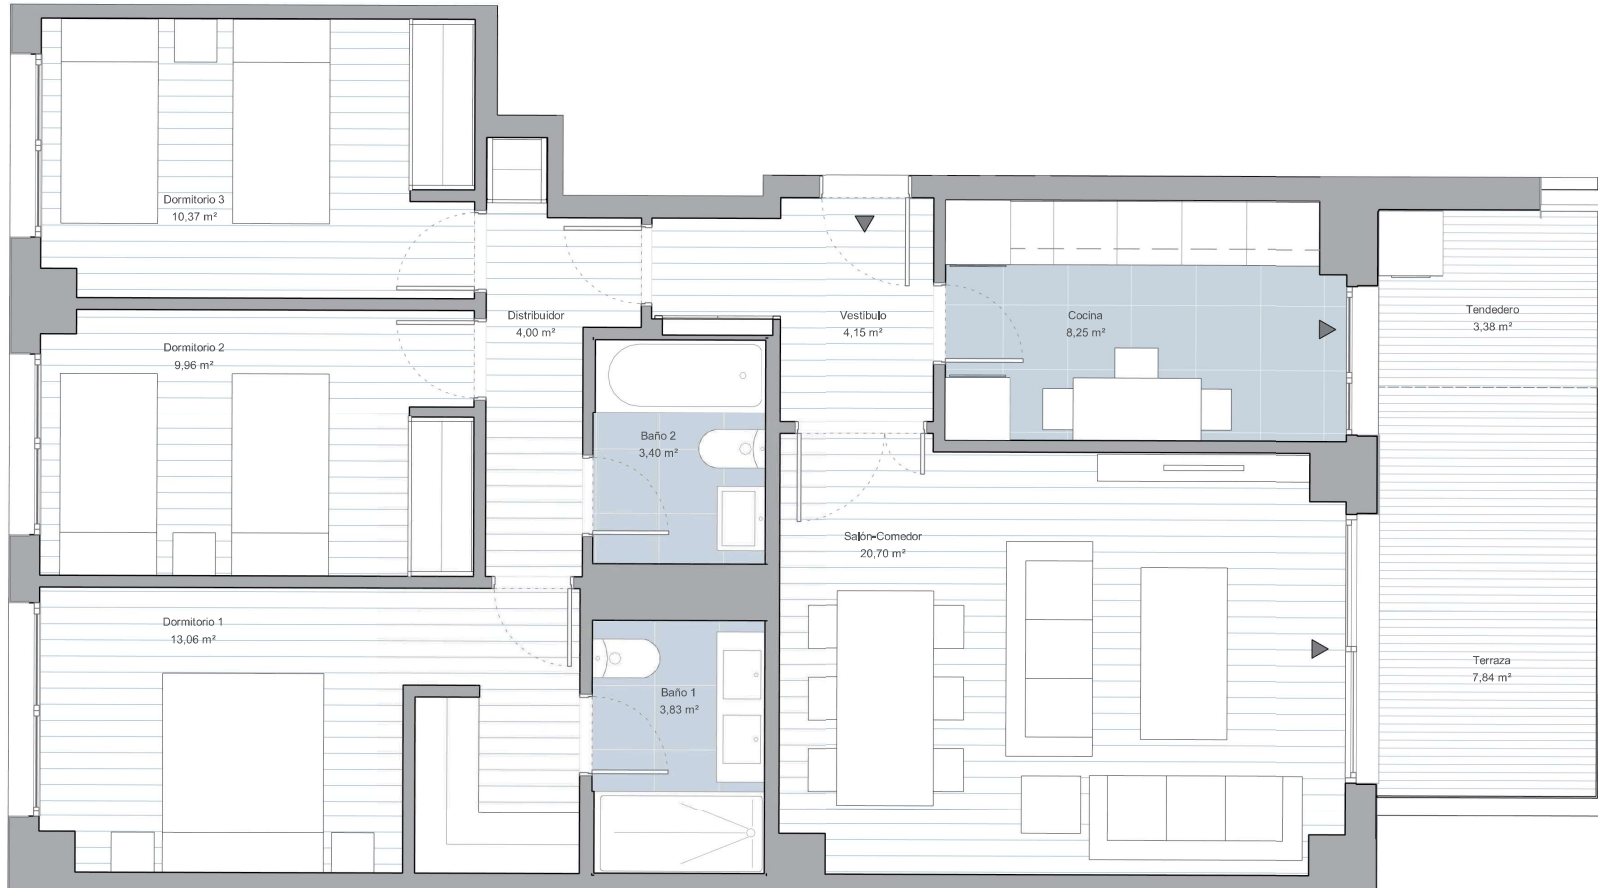 Dormitorio 3
10,37 m²
Dormitorio 2
9,96 m²
Distribuidor
4,00 m²
Vestíbulo
4,15 m²
Cocina
8,25 m²
Tendedero
3,38 m²
Baño 2
3,40 m²
Salón-Comedor
20,70 m²
Dormitorio 1
13,06 m²
Baño 1
3,83 m²
Terraza
7,84 m²